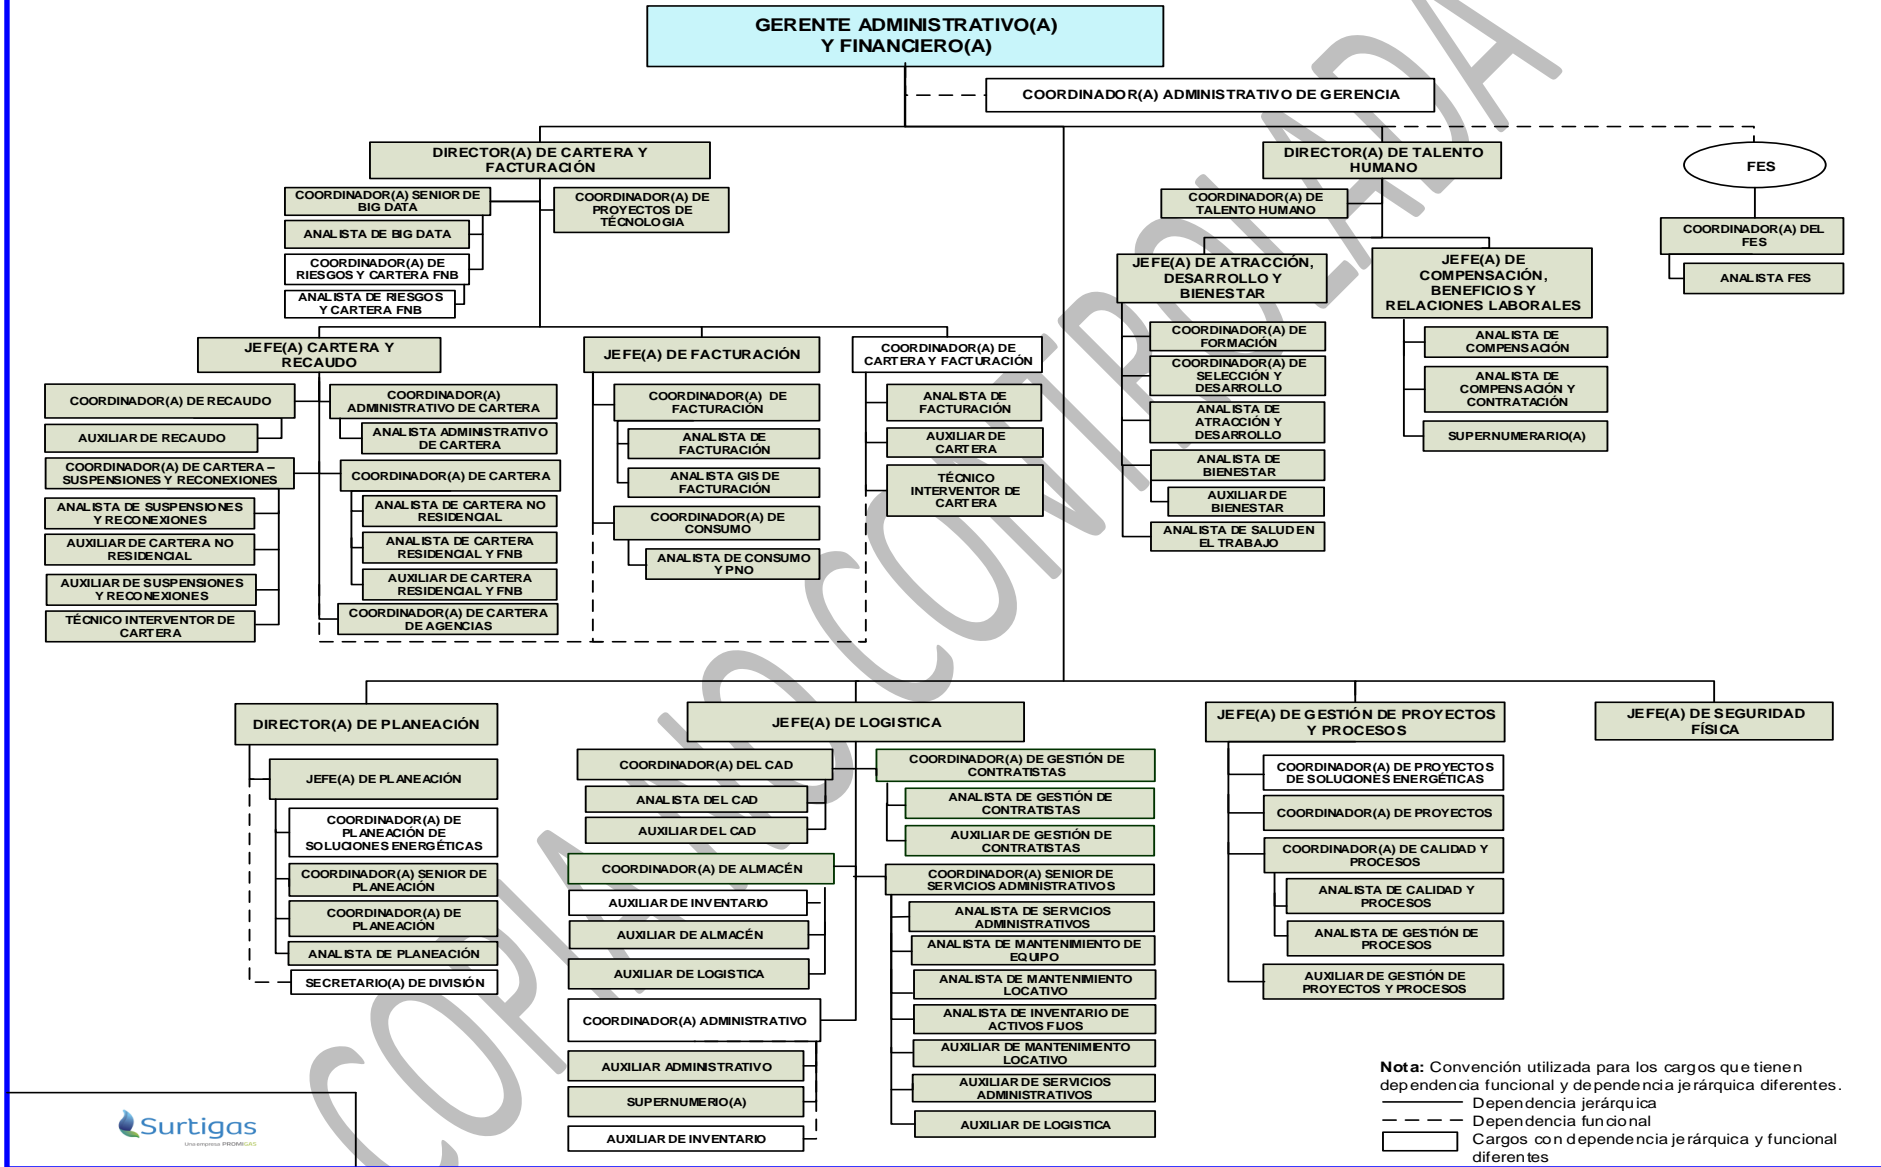 GERENTE ADMINISTRATIVO(A)
Y FINANCIERO(A)
COORDINADOR(A) ADMINISTRATIVO DE GERENCIA
DIRECTOR(A) DE CARTERA Y
FACTURACIÓN
COORDINADOR(A) SENIOR DE
BIG DATA
ANALISTA DE BIG DATA
COORDINADOR(A) DE
RIESGOS Y CARTERA FNB
ANALISTA DE RIESGOS
Y CARTERA FNB
COORDINADOR(A) DE
PROYECTOS DE
TÉCNOLOGIA
DIRECTOR(A) DE TALENTO
HUMANO
COORDINADOR(A) DE
TALENTO HUMANO
FES
COORDINADOR(A) DEL
FES
ANALISTA FES
JEFE(A) DE ATRACCIÓN,
DESARROLLO Y
BIENESTAR
COORDINADOR(A) DE
FORMACIÓN
COORDINADOR(A) DE
SELECCIÓN Y
DESARROLLO
ANALISTA DE
ATRACCIÓN Y
DESARROLLO
ANALISTA DE
BIENESTAR
AUXILIAR DE
BIENESTAR
ANALISTA DE SALUD EN
EL TRABAJO
JEFE(A) DE
COMPENSACIÓN,
BENEFICIOS Y
RELACIONES LABORALES
ANALISTA DE
COMPENSACIÓN
ANALISTA DE
COMPENSACIÓN Y
CONTRATACIÓN
SUPERNUMERARIO(A)
JEFE(A) CARTERA Y
RECAUDO
COORDINADOR(A) DE RECAUDO
AUXILIAR DE RECAUDO
COORDINADOR(A) DE CARTERA –
SUSPENSIONES Y RECONEXIONES
ANALISTA DE SUSPENSIONES
Y RECONEXIONES
AUXILIAR DE CARTERA NO
RESIDENCIAL
AUXILIAR DE SUSPENSIONES
Y RECONEXIONES
TÉCNICO INTERVENTOR DE
CARTERA
COORDINADOR(A)
ADMINISTRATIVO DE CARTERA
ANALISTA ADMINISTRATIVO
DE CARTERA
COORDINADOR(A) DE CARTERA
ANALISTA DE CARTERA NO
RESIDENCIAL
ANALISTA DE CARTERA
RESIDENCIAL Y FNB
AUXILIAR DE CARTERA
RESIDENCIAL Y FNB
COORDINADOR(A) DE CARTERA
DE AGENCIAS
JEFE(A) DE FACTURACIÓN
COORDINADOR(A) DE
FACTURACIÓN
ANALISTA DE
FACTURACIÓN
ANALISTA GIS DE
FACTURACIÓN
COORDINADOR(A) DE
CONSUMO
ANALISTA DE CONSUMO
Y PNO
COORDINADOR(A) DE
CARTERA Y FACTURACIÓN
ANALISTA DE
FACTURACIÓN
AUXILIAR DE
CARTERA
TÉCNICO
INTERVENTOR DE
CARTERA
DIRECTOR(A) DE PLANEACIÓN
JEFE(A) DE PLANEACIÓN
COORDINADOR(A) DE
PLANEACIÓN DE
SOLUCIONES ENERGÉTICAS
COORDINADOR(A) SENIOR DE
PLANEACIÓN
COORDINADOR(A) DE
PLANEACIÓN
ANALISTA DE PLANEACIÓN
SECRETARIO(A) DE DIVISIÓN
JEFE(A) DE LOGISTICA
COORDINADOR(A) DEL CAD
ANALISTA DEL CAD
AUXILIAR DEL CAD
COORDINADOR(A) DE ALMACÉN
AUXILIAR DE INVENTARIO
AUXILIAR DE ALMACÉN
AUXILIAR DE LOGISTICA
COORDINADOR(A) ADMINISTRATIVO
AUXILIAR ADMINISTRATIVO
SUPERNUMERIO(A)
AUXILIAR DE INVENTARIO
COORDINADOR(A) DE GESTIÓN DE
CONTRATISTAS
ANALISTA DE GESTIÓN DE
CONTRATISTAS
AUXILIAR DE GESTIÓN DE
CONTRATISTAS
COORDINADOR(A) SENIOR DE
SERVICIOS ADMINISTRATIVOS
ANALISTA DE SERVICIOS
ADMINISTRATIVOS
ANALISTA DE MANTENIMIENTO DE
EQUIPO
ANALISTA DE MANTENIMIENTO
LOCATIVO
ANALISTA DE INVENTARIO DE
ACTIVOS FIJOS
AUXILIAR DE MANTENIMIENTO
LOCATIVO
AUXILIAR DE SERVICIOS
ADMINISTRATIVOS
AUXILIAR DE LOGISTICA
JEFE(A) DE GESTIÓN DE PROYECTOS
Y PROCESOS
COORDINADOR(A) DE PROYECTOS
DE SOLUCIONES ENERGÉTICAS
COORDINADOR(A) DE PROYECTOS
COORDINADOR(A) DE CALIDAD Y
PROCESOS
ANALISTA DE CALIDAD Y
PROCESOS
ANALISTA DE GESTIÓN DE
PROCESOS
AUXILIAR DE GESTIÓN DE
PROYECTOS Y PROCESOS
JEFE(A) DE SEGURIDAD
FÍSICA
COPIA NO CONTROLADA
Surtigas
Una empresa PROMIGAS
Nota: Convención utilizada para los cargos que tienen
dependencia funcional y dependencia jerárquica diferentes.
Dependencia jerárquica
Dependencia funcional
Cargos con dependencia jerárquica y funcional
diferentes